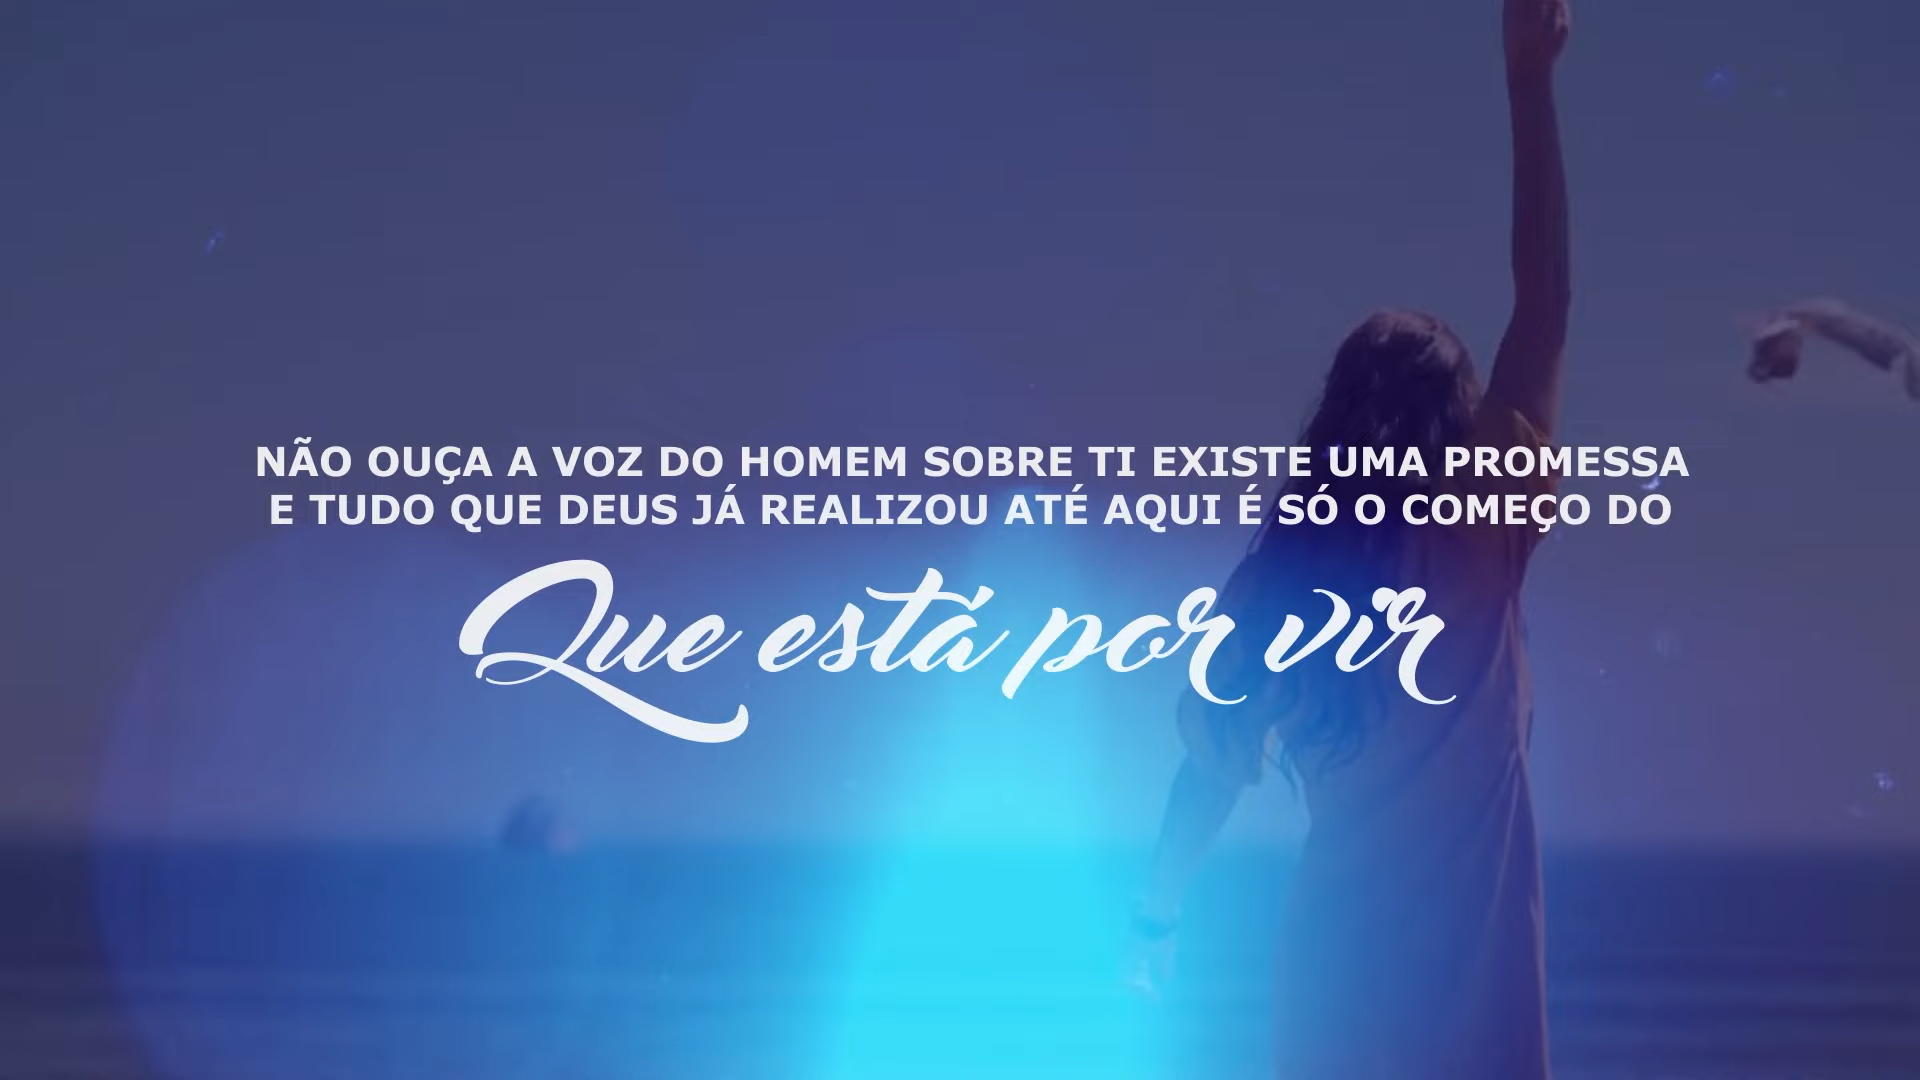 NÃO OUÇA A VOZ DO HOMEM SOBRE TI EXISTE UMA PROMESSA
E TUDO QUE DEUS JÁ REALIZOU ATÉ AQUI É SÓ O COMEÇO DO
Que está por vir